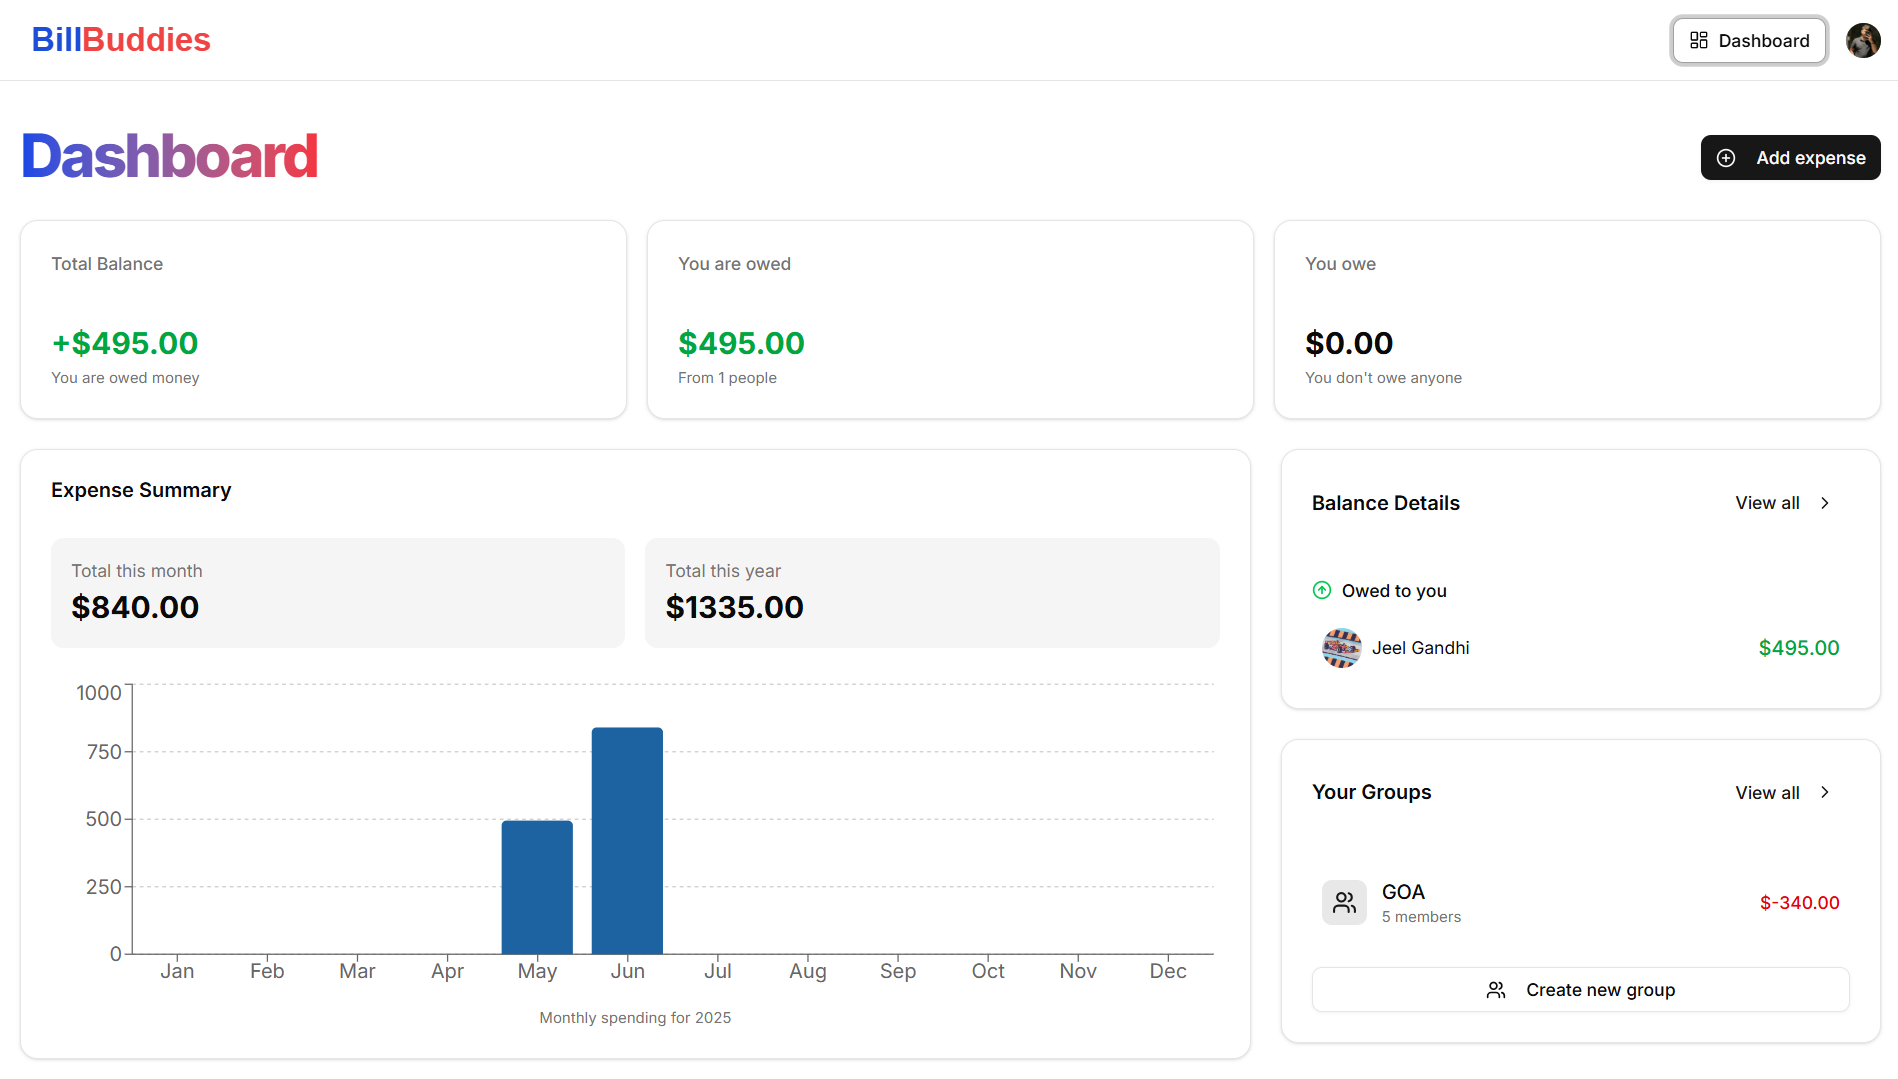 BillBuddies
Dashboard
Dashboard
Add expense
Total Balance
+$495.00
You are owed money
You are owed
$495.00
From 1 people
You owe
$0.00
You don't owe anyone
Expense Summary
Total this month
$840.00
Total this year
$1335.00
1000
750
500
250
0
Jan Feb Mar Apr May Jun Jul Aug Sep Oct Nov Dec
Monthly spending for 2025
Balance Details
View all
Owed to you
Jeel Gandhi
$495.00
Your Groups
View all
GOA
5 members
$-340.00
Create new group